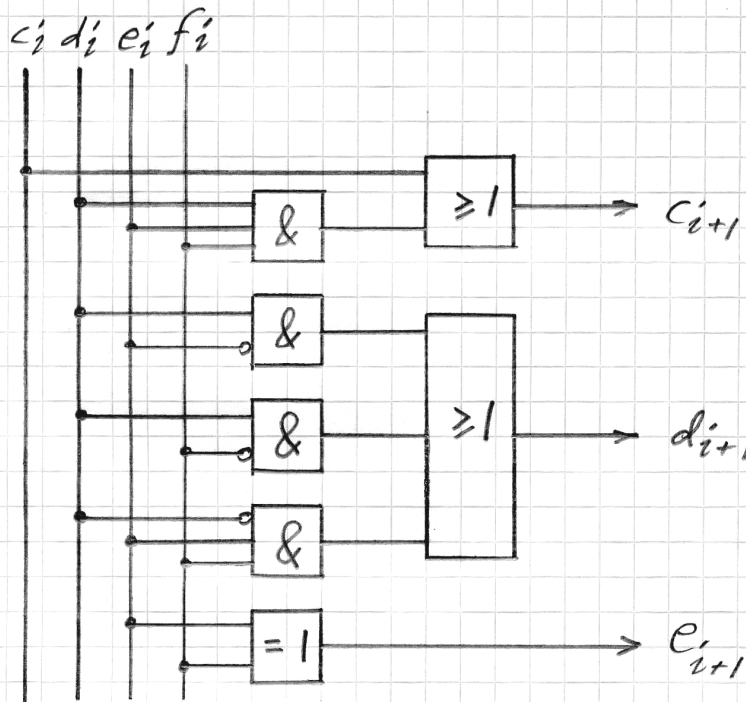 c_i d_i e_i f_i
≥1
c_{i+1}
&
&
&
≥1
d_{i+1}
&
=1
e_{i+1}